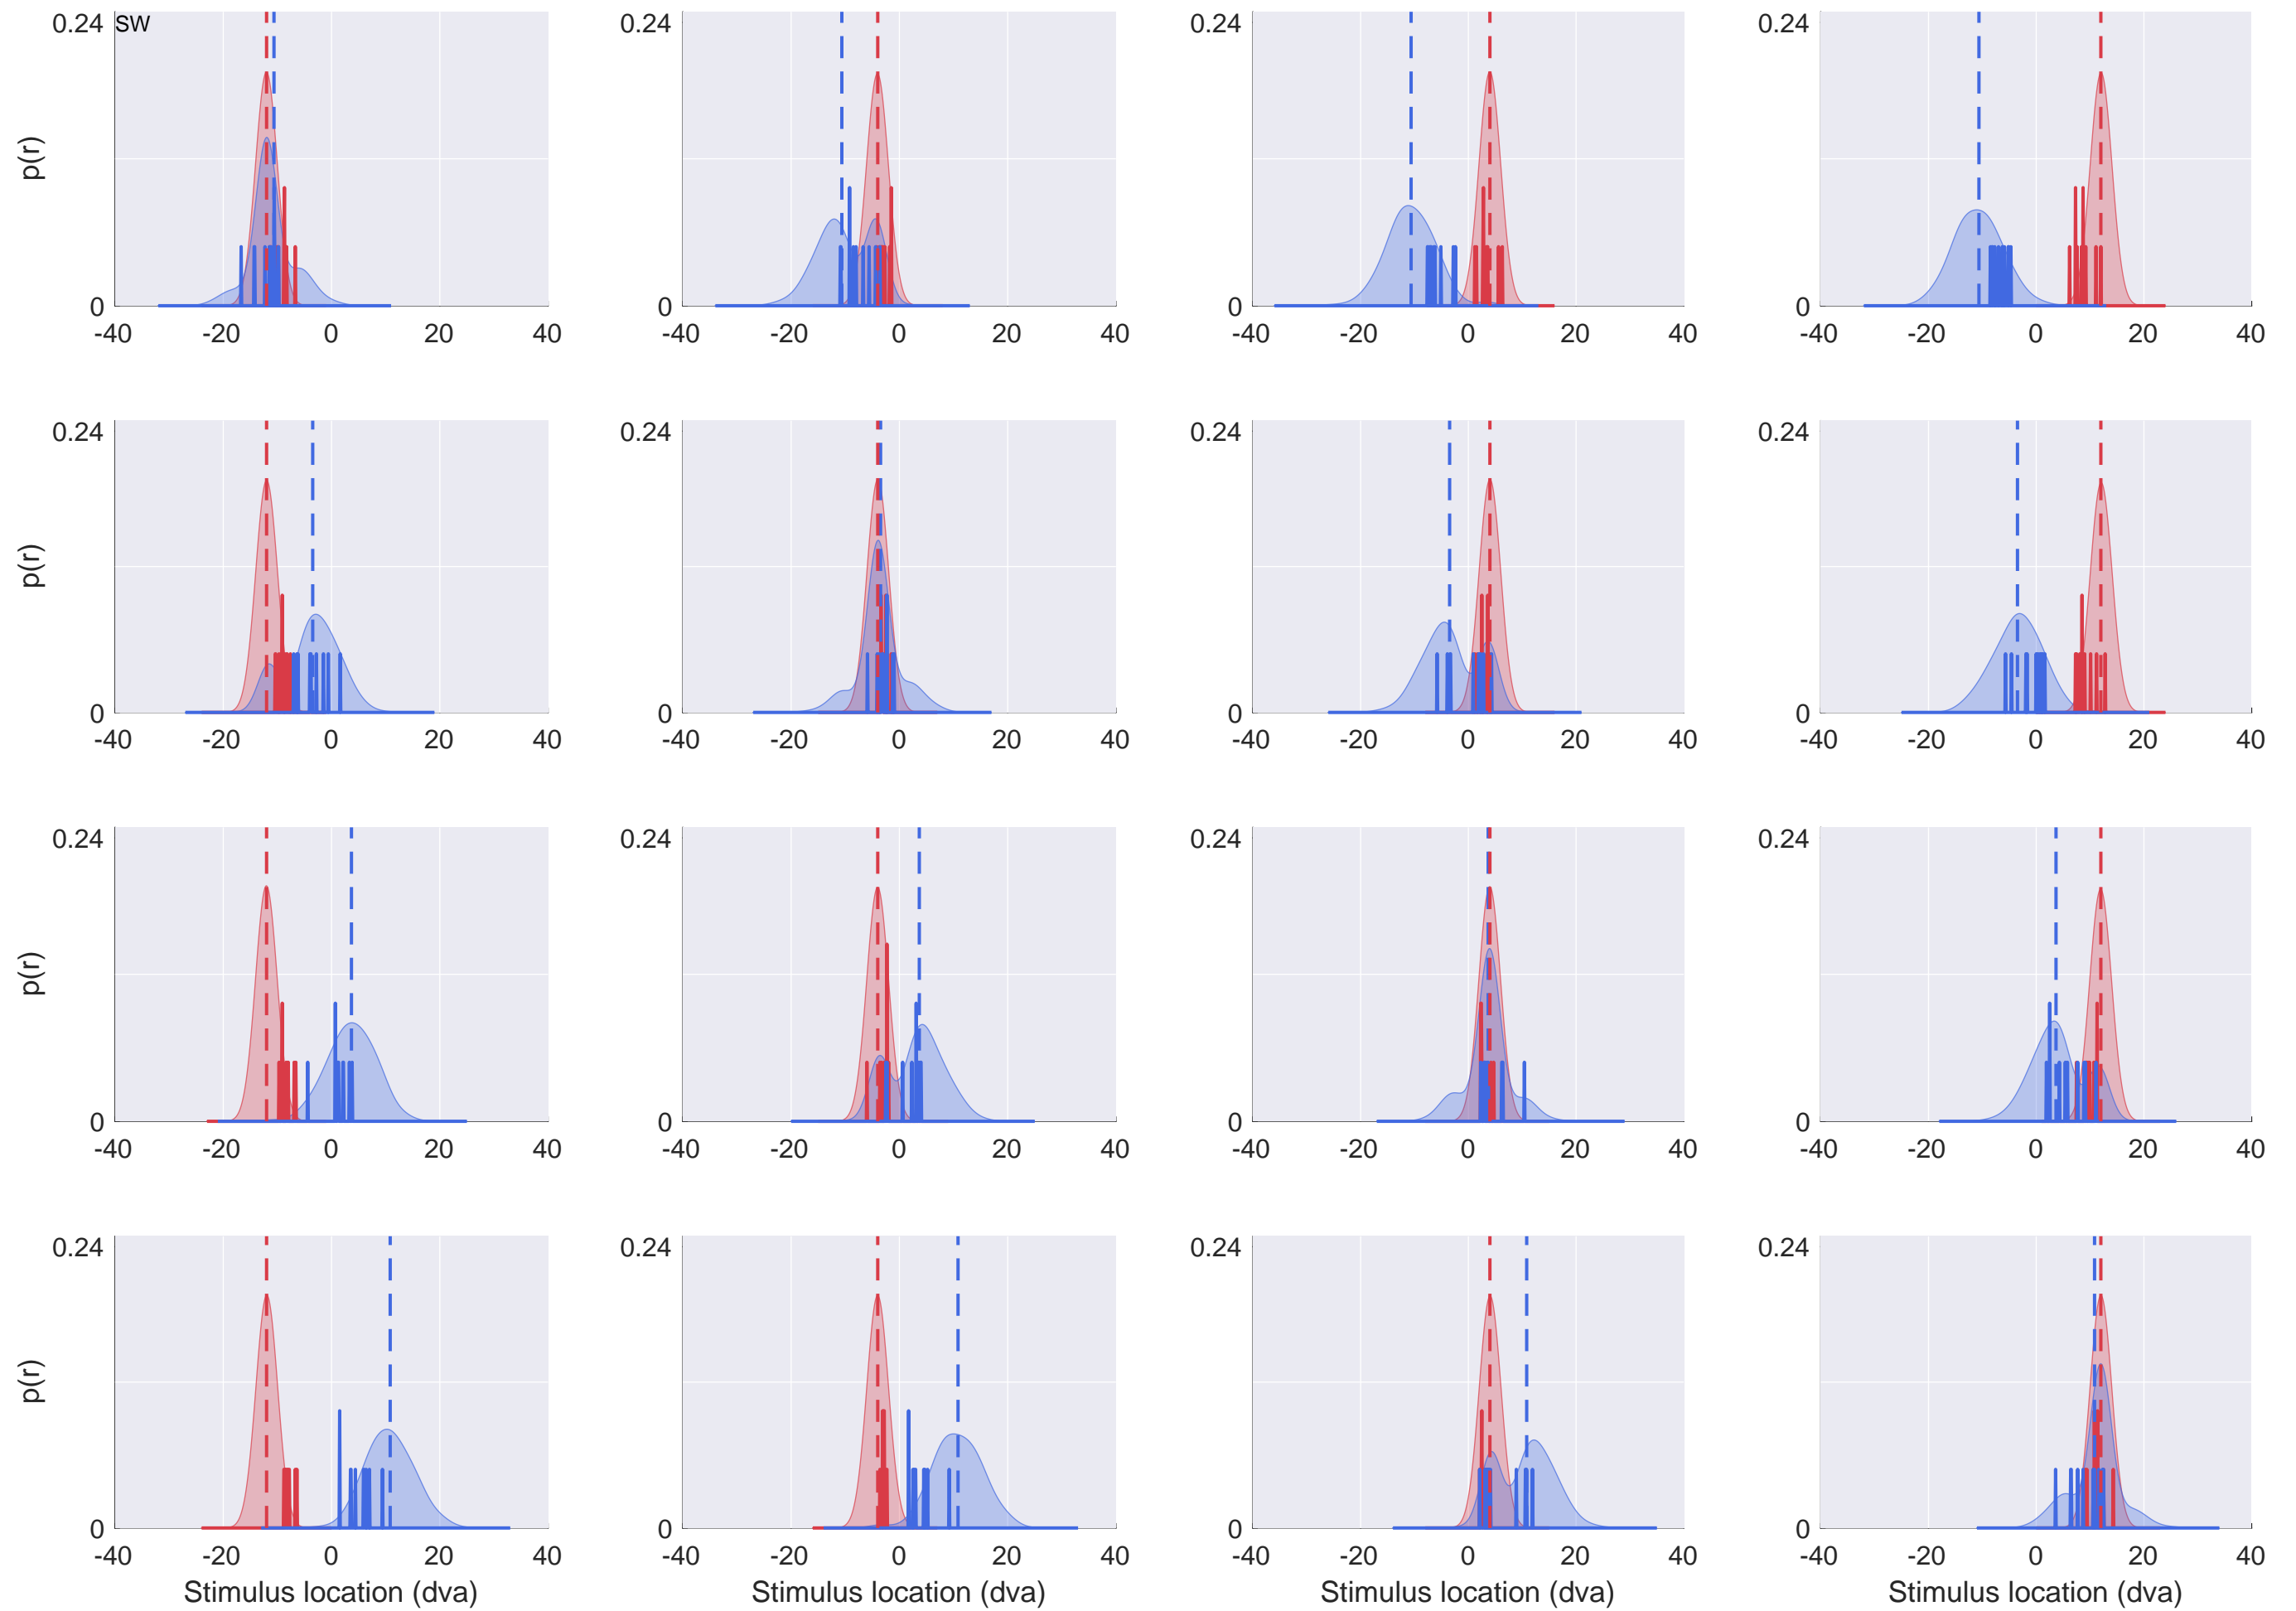 0.24 SW 0.24 0.24 0.24
p(r)
0 0 0 0
-40 -20 0 20 40 -40 -20 0 20 40 -40 -20 0 20 40 -40 -20 0 20 40
0.24 0.24 0.24 0.24
p(r)
0 0 0 0
-40 -20 0 20 40 -40 -20 0 20 40 -40 -20 0 20 40 -40 -20 0 20 40
0.24 0.24 0.24 0.24
p(r)
0 0 0 0
-40 -20 0 20 40 -40 -20 0 20 40 -40 -20 0 20 40 -40 -20 0 20 40
0.24 0.24 0.24 0.24
p(r)
0 0 0 0
-40 -20 0 20 40 -40 -20 0 20 40 -40 -20 0 20 40 -40 -20 0 20 40
Stimulus location (dva) Stimulus location (dva) Stimulus location (dva) Stimulus location (dva)